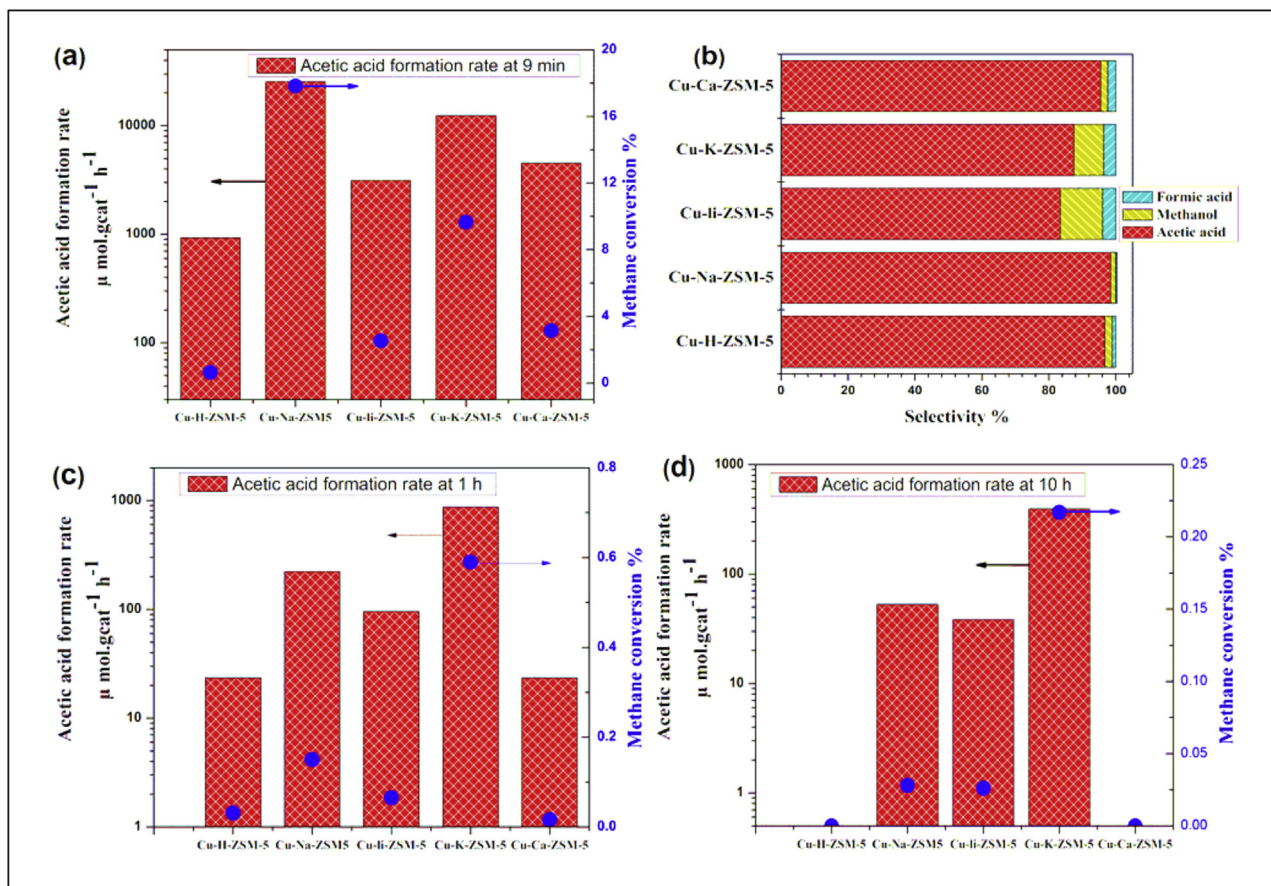 (a)
Acetic acid formation rate at 9 min
Acetic acid formation rate
μ mol.gcat⁻¹ h⁻¹
10000
1000
100
20
16
12
8
4
0
Methane conversion %
Cu-H-ZSM-5 Cu-Na-ZSM5 Cu-li-ZSM-5 Cu-K-ZSM-5 Cu-Ca-ZSM-5
(b)
Cu-Ca-ZSM-5
Cu-K-ZSM-5
Cu-li-ZSM-5
Cu-Na-ZSM-5
Cu-H-ZSM-5
Formic acid
Methanol
Acetic acid
0 20 40 60 80 100
Selectivity %
(c)
Acetic acid formation rate at 1 h
Acetic acid formation rate
μ mol.gcat⁻¹ h⁻¹
1000
100
10
1
0.8
0.6
0.4
0.2
0.0
Methane conversion %
Cu-H-ZSM-5 Cu-Na-ZSM5 Cu-li-ZSM-5 Cu-K-ZSM-5 Cu-Ca-ZSM-5
(d)
Acetic acid formation rate at 10 h
Acetic acid formation rate
μ mol.gcat⁻¹ h⁻¹
1000
100
10
1
0.25
0.20
0.15
0.10
0.05
0.00
Methane conversion %
Cu-H-ZSM-5 Cu-Na-ZSM5 Cu-li-ZSM-5 Cu-K-ZSM-5 Cu-Ca-ZSM-5